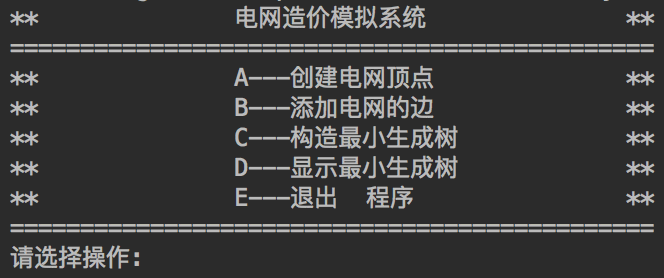 ** 电网造价模拟系统 **
==============================================
** A---创建电网顶点 **
** B---添加电网的边 **
** C---构造最小生成树 **
** D---显示最小生成树 **
** E---退出 程序 **
==============================================
请选择操作: